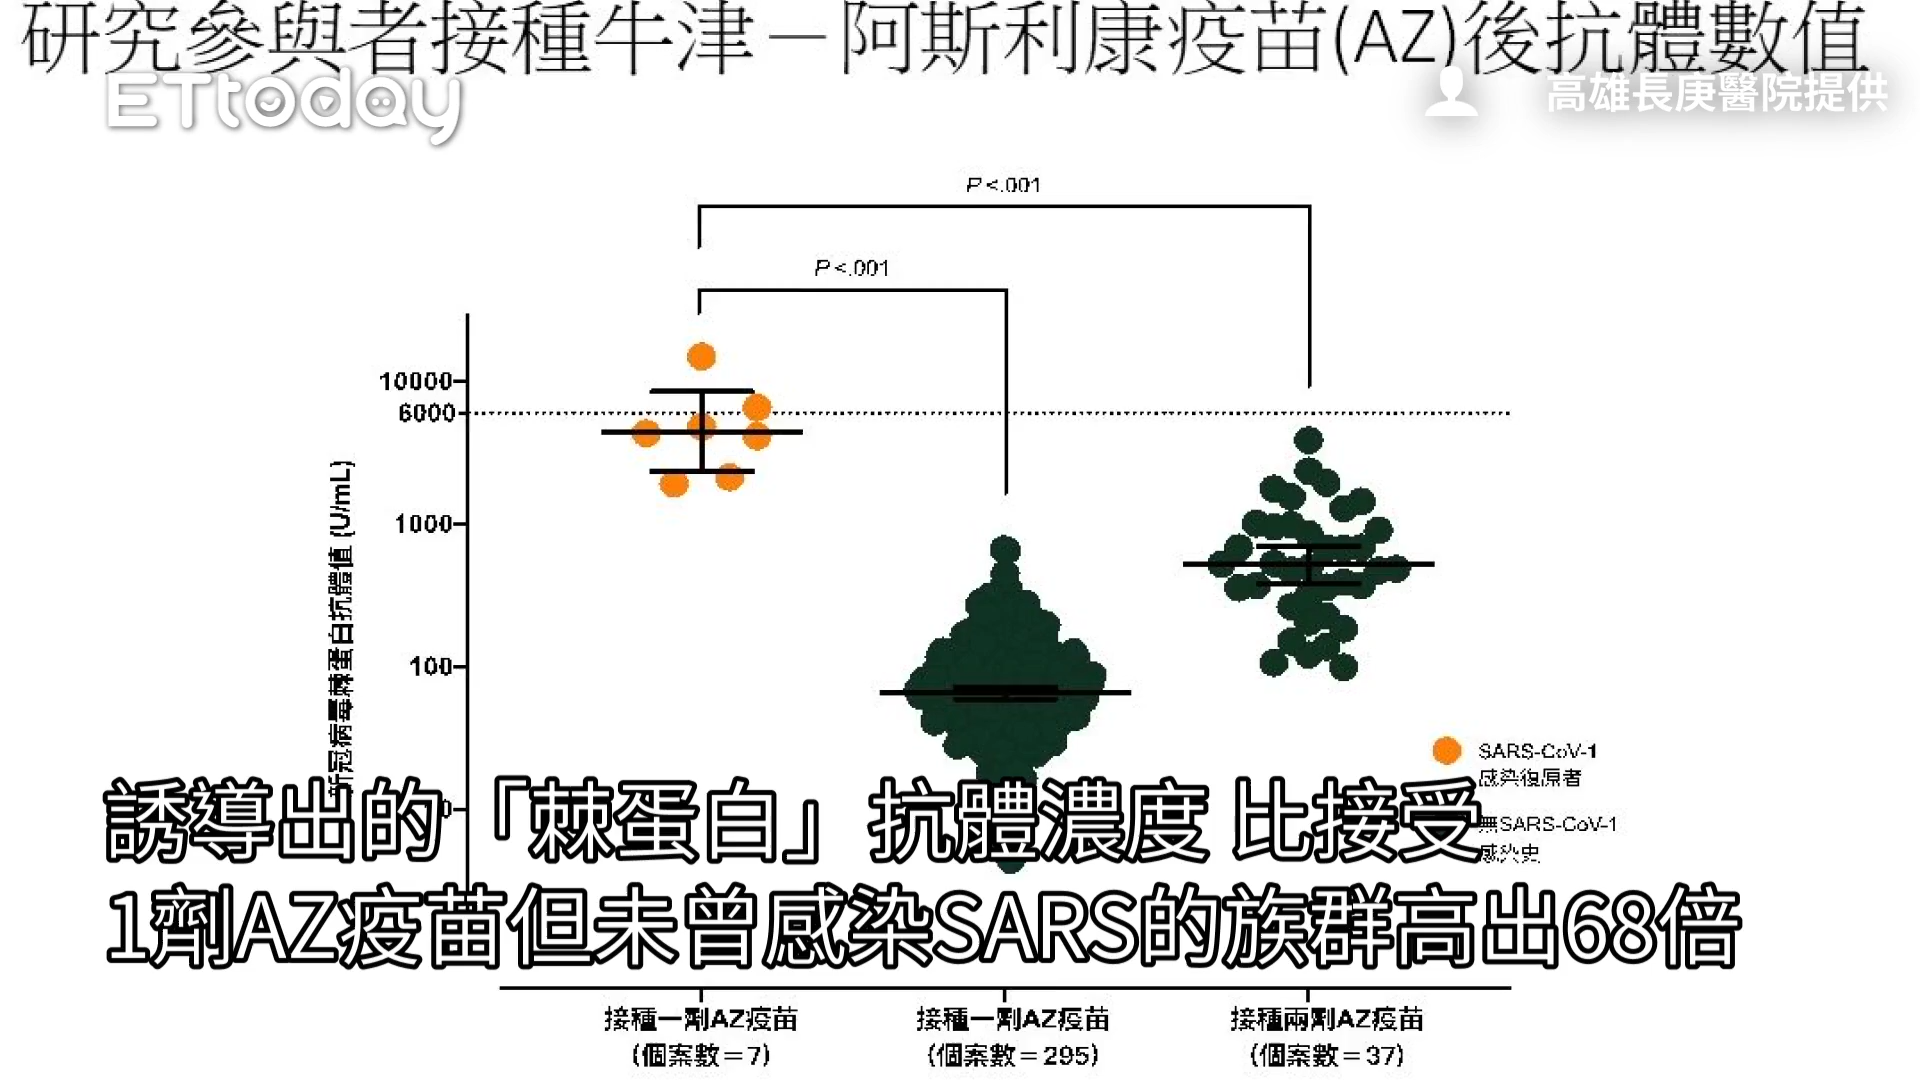 研究參與者接種牛津－阿斯利康疫苗(AZ)後抗體數值
ETtoday
高雄長庚醫院提供
P<.001
P<.001
10000
6000
1000
100
新冠病毒棘蛋白抗體值 (U/mL)
SARS-CoV-1
感染復原者
無SARS-CoV-1
感染史
誘導出的「棘蛋白」抗體濃度 比接受
1劑AZ疫苗但未曾感染SARS的族群高出68倍
接種一劑AZ疫苗
(個案數＝7)
接種一劑AZ疫苗
(個案數＝295)
接種兩劑AZ疫苗
(個案數＝37)